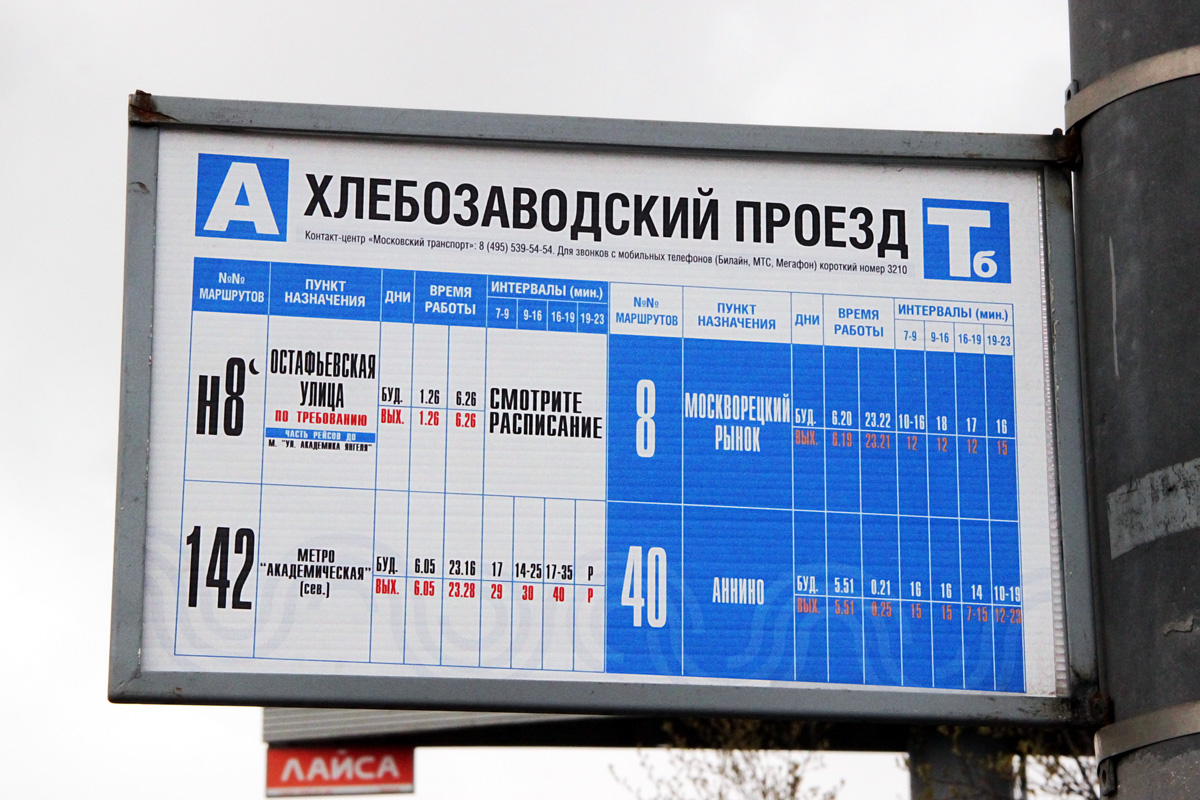 А ХЛЕБОЗАВОДСКИЙ ПРОЕЗД Тб
Контакт-центр «Московский транспорт»: 8 (495) 539-54-54. Для звонков с мобильных телефонов (Билайн, МТС, Мегафон) короткий номер 3210
№№ МАРШРУТОВ ПУНКТ НАЗНАЧЕНИЯ ДНИ ВРЕМЯ РАБОТЫ ИНТЕРВАЛЫ (мин.)
7-9 9-16 16-19 19-23
н8
ОСТАФЬЕВСКАЯ
УЛИЦА
ПО ТРЕБОВАНИЮ
ЧАСТЬ РЕЙСОВ ДО
М. "УЛ. АКАДЕМИКА ЯНГЕЛЯ"
БУД. 1.26 6.26
ВЫХ. 1.26 6.26
СМОТРИТЕ
РАСПИСАНИЕ
142
МЕТРО
"АКАДЕМИЧЕСКАЯ"
(сев.)
БУД. 6.05 23.16 17 14-25 17-35 Р
ВЫХ. 6.05 23.28 29 30 40 Р
№№ МАРШРУТОВ ПУНКТ НАЗНАЧЕНИЯ ДНИ ВРЕМЯ РАБОТЫ ИНТЕРВАЛЫ (мин.)
7-9 9-16 16-19 19-23
8
МОСКВОРЕЦКИЙ
РЫНОК
БУД. 6.20 23.22 10-16 18 17 16
ВЫХ. 6.19 23.21 12 12 12 15
40
АННИНО
БУД. 5.51 0.21 16 16 14 10-19
ВЫХ. 5.51 0.25 15 15 7-15 12-23
ЛАЙСА